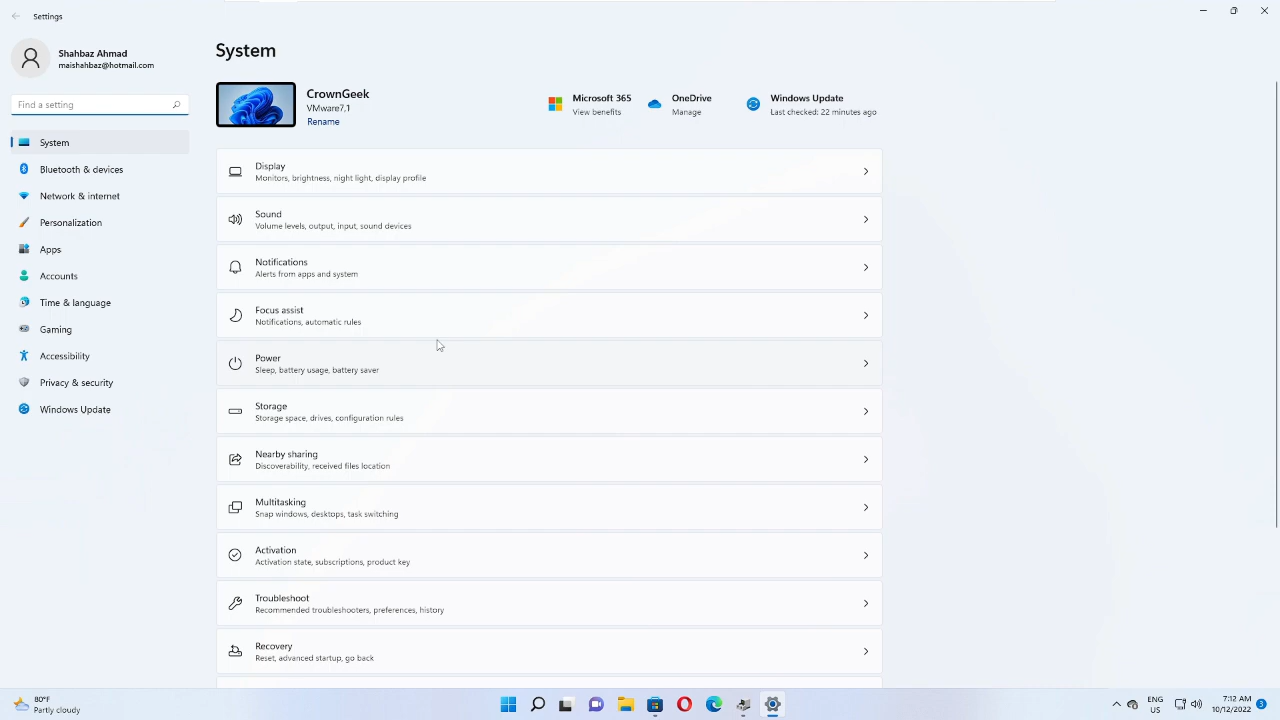 Settings
Shahbaz Ahmad
maishahbaz@hotmail.com
Find a setting
System
Bluetooth & devices
Network & internet
Personalization
Apps
Accounts
Time & language
Gaming
Accessibility
Privacy & security
Windows Update
System
CrownGeek
VMware7,1
Rename
Microsoft 365
View benefits
OneDrive
Manage
Windows Update
Last checked: 22 minutes ago
Display
Monitors, brightness, night light, display profile
Sound
Volume levels, output, input, sound devices
Notifications
Alerts from apps and system
Focus assist
Notifications, automatic rules
Power
Sleep, battery usage, battery saver
Storage
Storage space, drives, configuration rules
Nearby sharing
Discoverability, received files location
Multitasking
Snap windows, desktops, task switching
Activation
Activation state, subscriptions, product key
Troubleshoot
Recommended troubleshooters, preferences, history
Recovery
Reset, advanced startup, go back
80°F
Partly cloudy
ENG
US
7:12 AM
10/12/2022
3